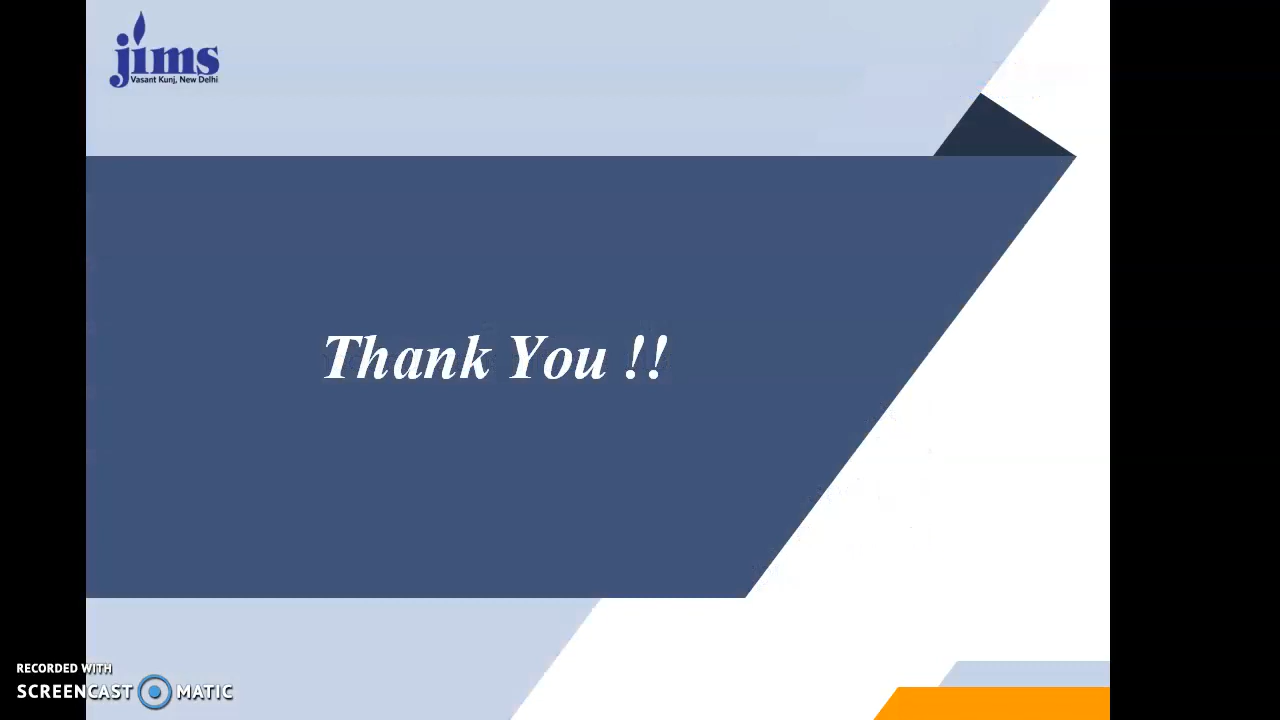 jims
Vasant Kunj, New Delhi
Thank You !!
RECORDED WITH
SCREENCAST MATIC